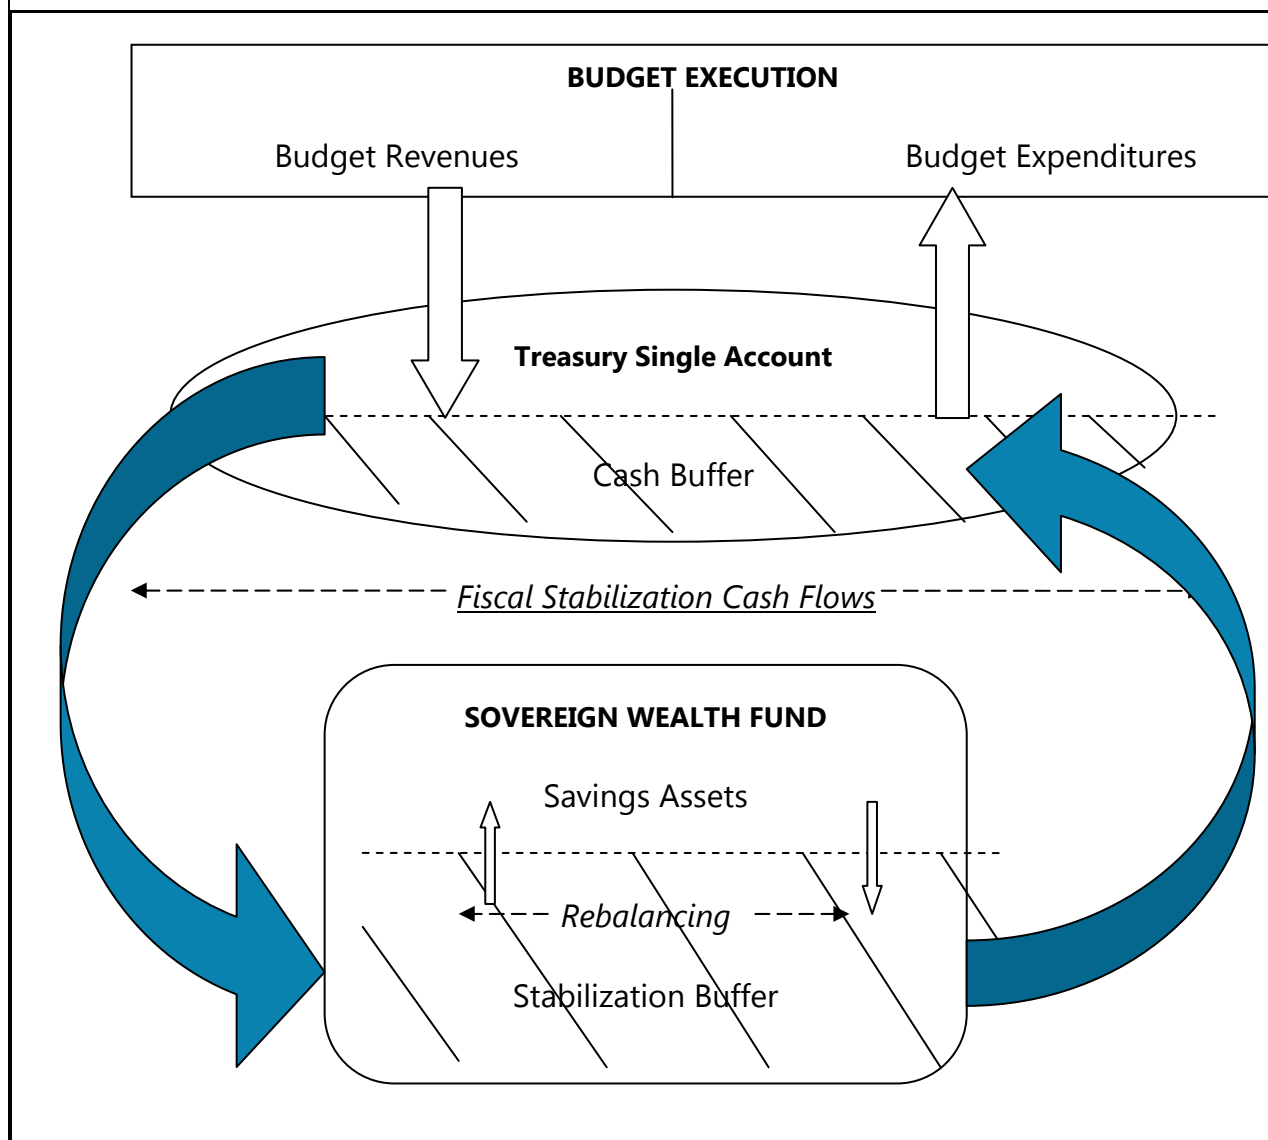 BUDGET EXECUTION
Budget Revenues
Budget Expenditures
Treasury Single Account
Cash Buffer
Fiscal Stabilization Cash Flows
SOVEREIGN WEALTH FUND
Savings Assets
Rebalancing
Stabilization Buffer